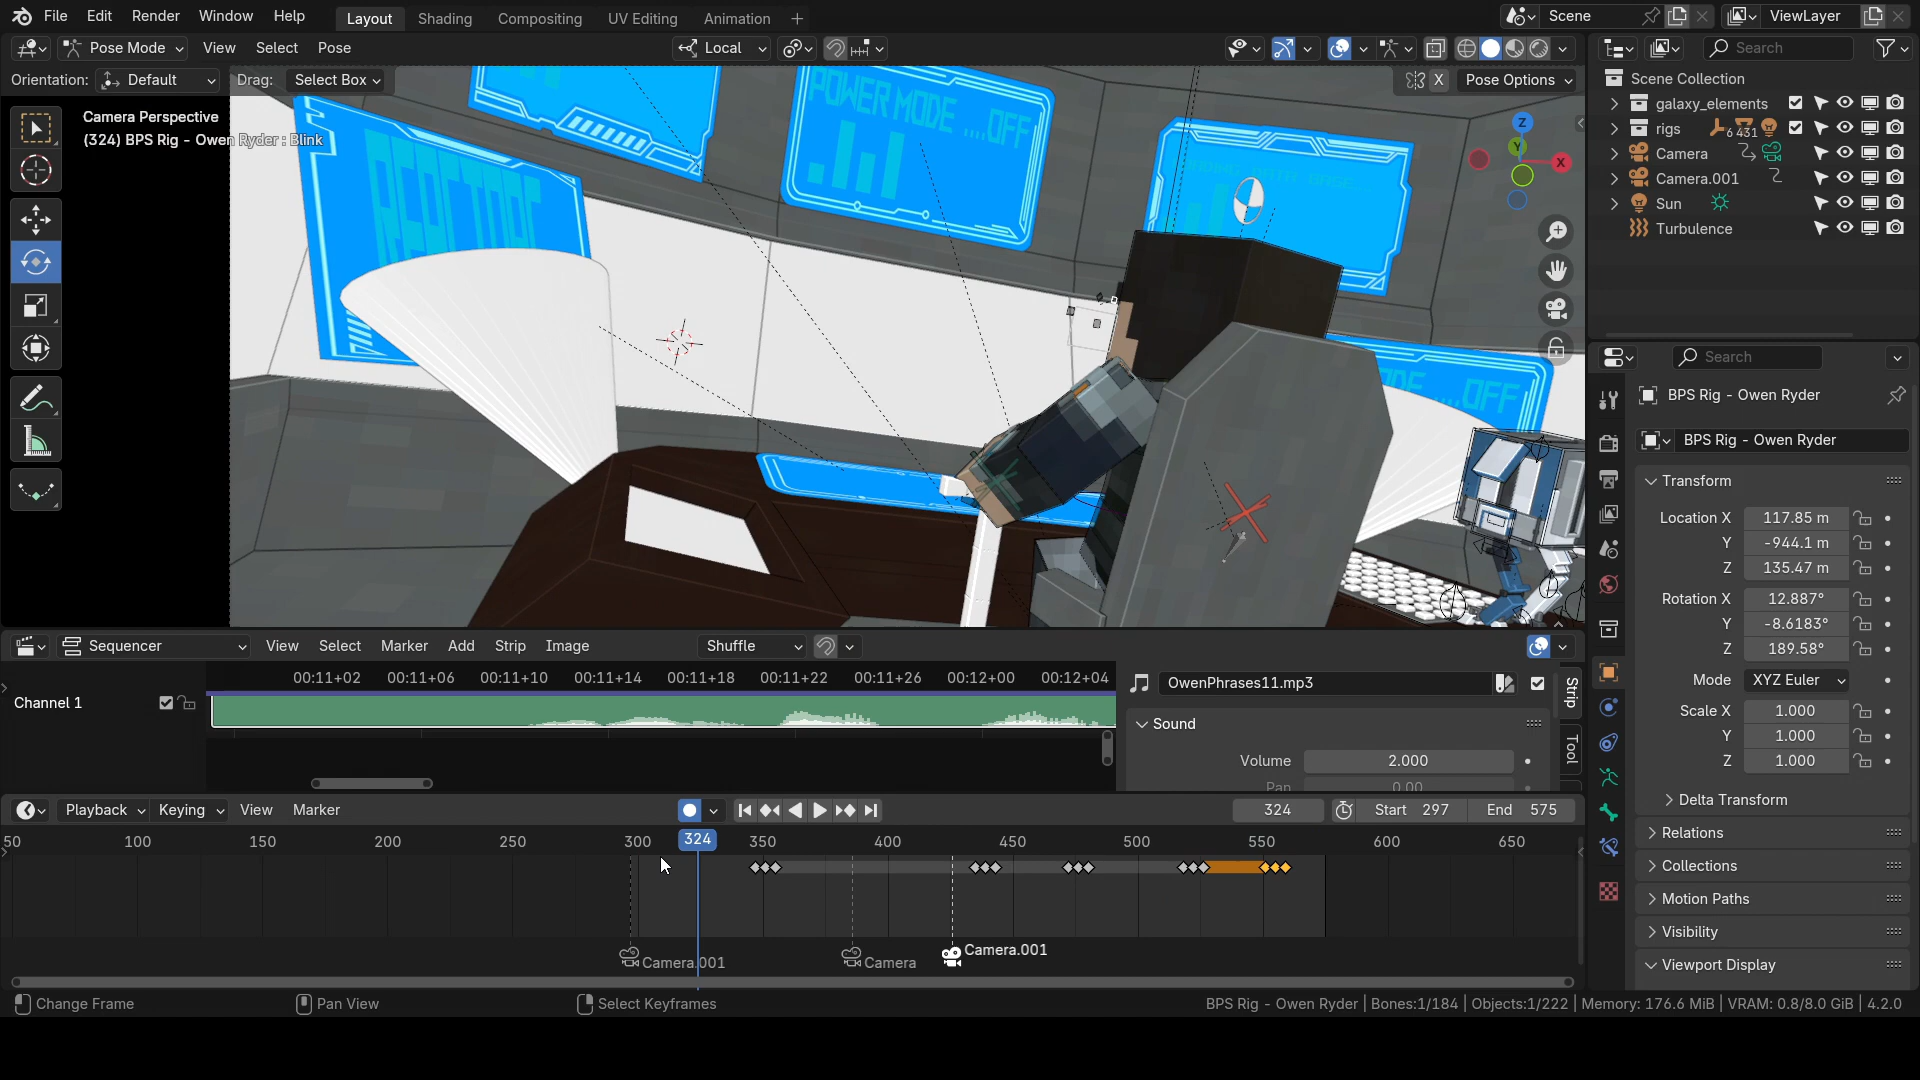 File Edit Render Window Help Layout Shading Compositing UV Editing Animation Scene ViewLayer
Pose Mode View Select Pose Local Search
Orientation: Default Drag: Select Box X Pose Options
Scene Collection
galaxy_elements
rigs 6 431
Camera
Camera.001
Sun
Turbulence
Camera Perspective
(324) BPS Rig - Owen Ryder : Blink
POWER MODE ....OFF
REACTOR
Z
Y
X
...OFF
Search
BPS Rig - Owen Ryder
BPS Rig - Owen Ryder
Transform
Location X 117.85 m
Y -944.1 m
Z 135.47 m
Rotation X 12.887°
Y -8.6183°
Z 189.58°
Mode XYZ Euler
Scale X 1.000
Y 1.000
Z 1.000
Delta Transform
Relations
Collections
Motion Paths
Visibility
Viewport Display
Sequencer View Select Marker Add Strip Image Shuffle
00:11+02 00:11+06 00:11+10 00:11+14 00:11+18 00:11+22 00:11+26 00:12+00 00:12+04
Channel 1
OwenPhrases11.mp3
Sound
Volume 2.000
Pan 0.00
Strip
Tool
Playback Keying View Marker 324 Start 297 End 575
50 100 150 200 250 300 324 350 400 450 500 550 600 650
Camera.001 Camera Camera.001
Change Frame Pan View Select Keyframes BPS Rig - Owen Ryder | Bones:1/184 | Objects:1/222 | Memory: 176.6 MiB | VRAM: 0.8/8.0 GiB | 4.2.0